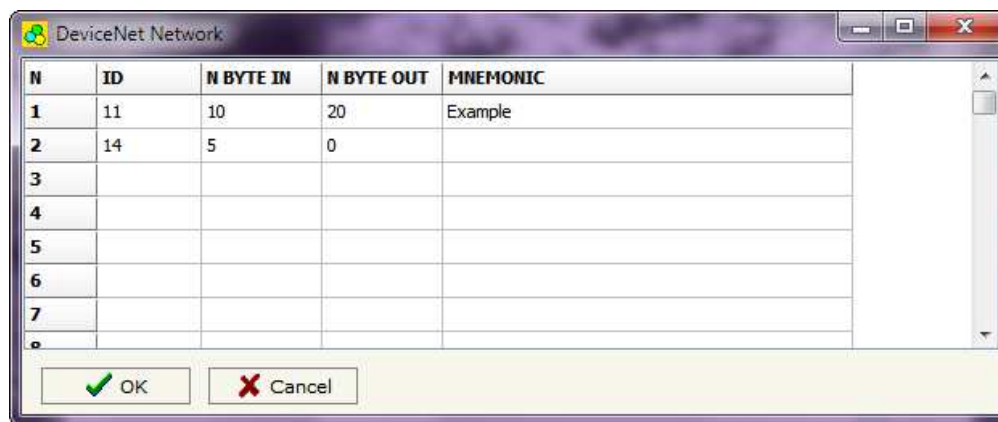 DeviceNet Network
N ID N BYTE IN N BYTE OUT MNEMONIC
1 11 10 20 Example
2 14 5 0
3
4
5
6
7
OK Cancel